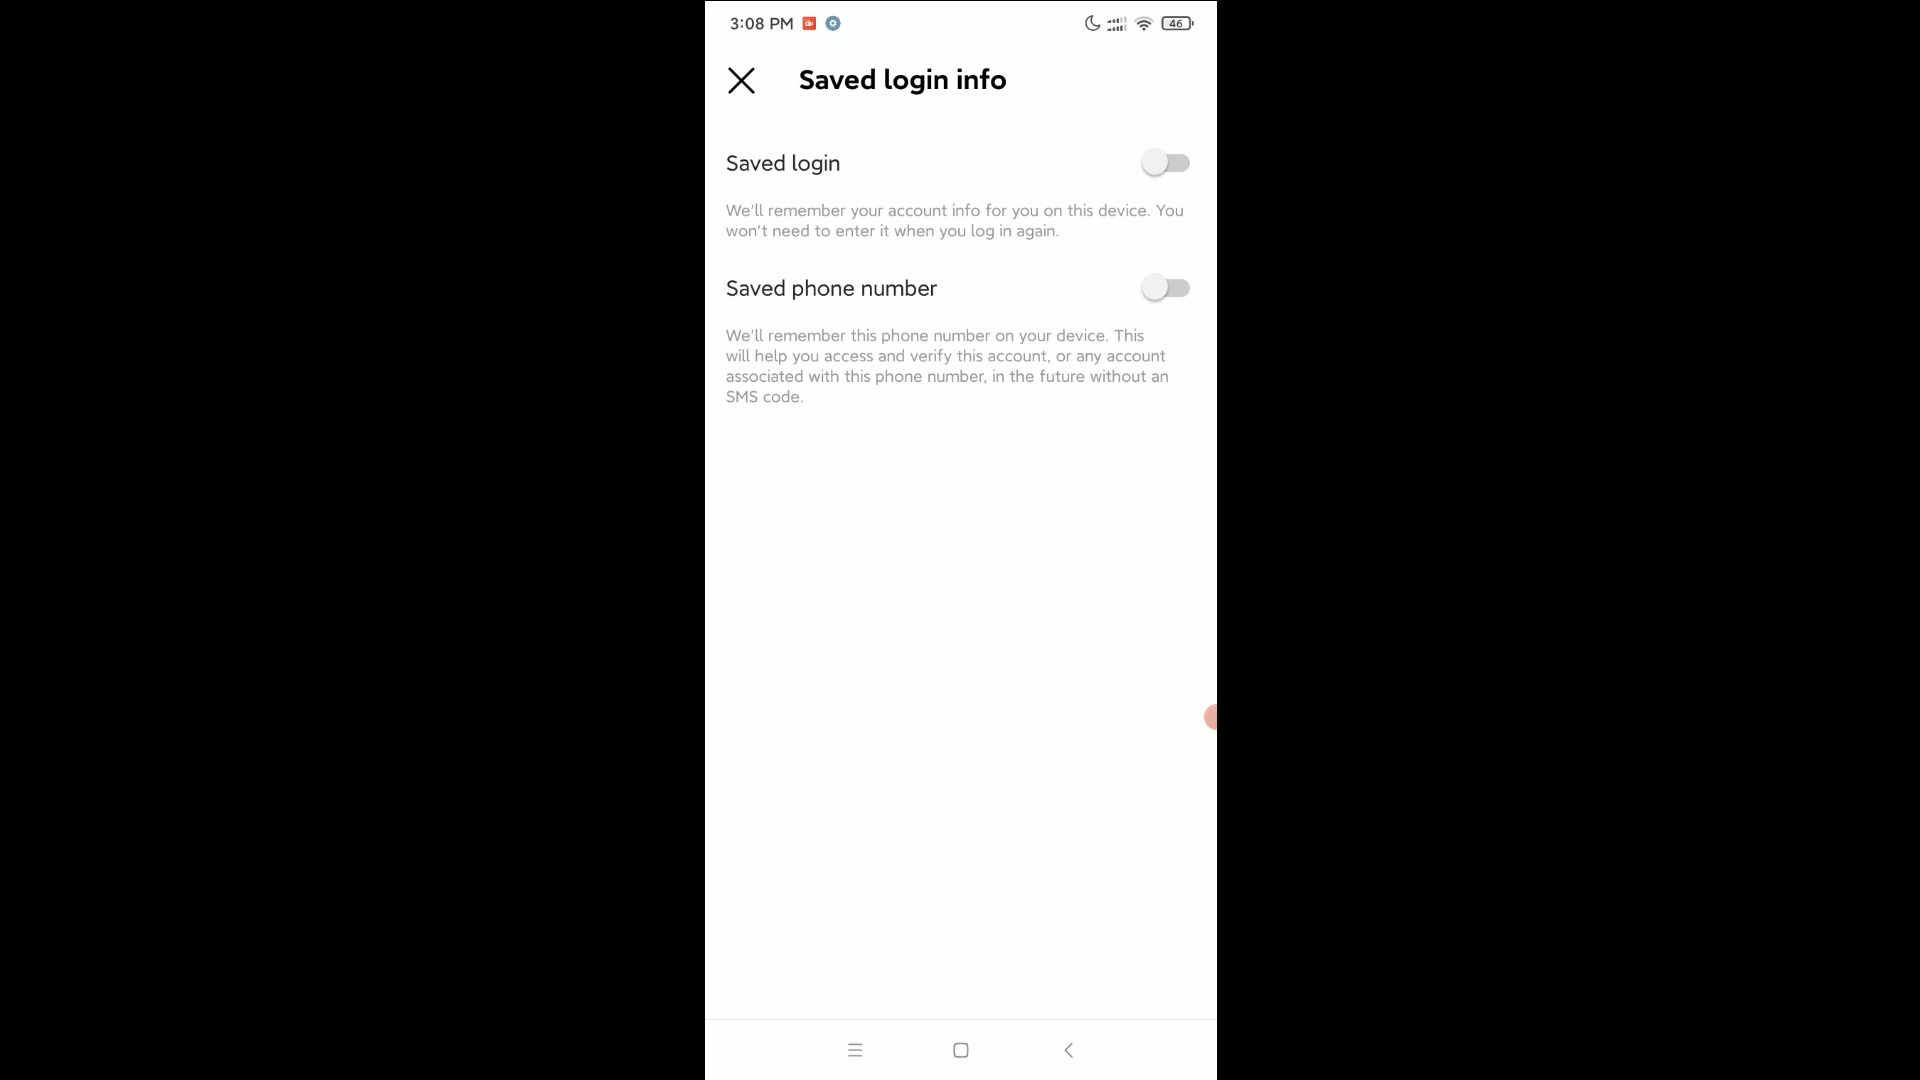 3:08 PM
46
Saved login info
Saved login
We'll remember your account info for you on this device. You
won't need to enter it when you log in again.
Saved phone number
We'll remember this phone number on your device. This
will help you access and verify this account, or any account
associated with this phone number, in the future without an
SMS code.